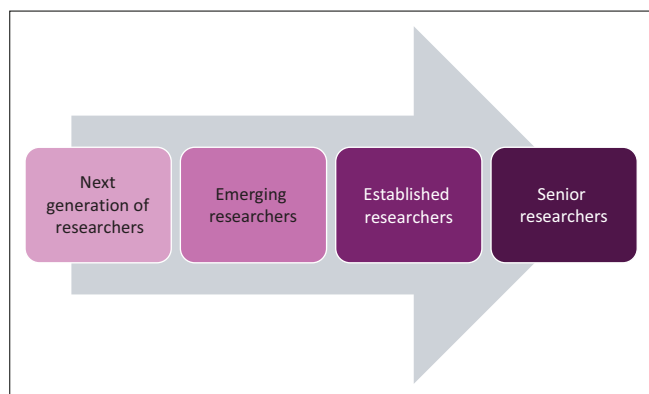 Next
generation of
researchers
Emerging
researchers
Established
researchers
Senior
researchers